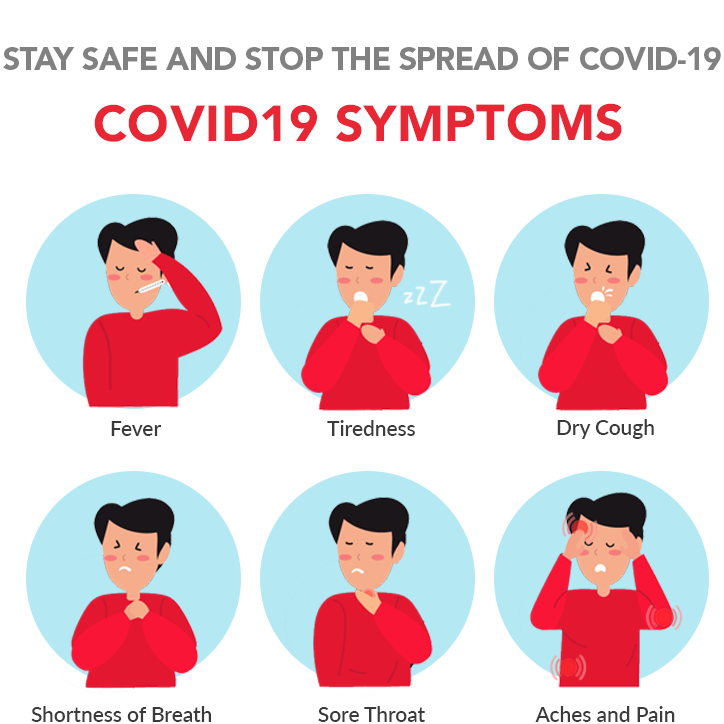 STAY SAFE AND STOP THE SPREAD OF COVID-19
COVID19 SYMPTOMS
zzZ
Fever
Tiredness
Dry Cough
Shortness of Breath
Sore Throat
Aches and Pain